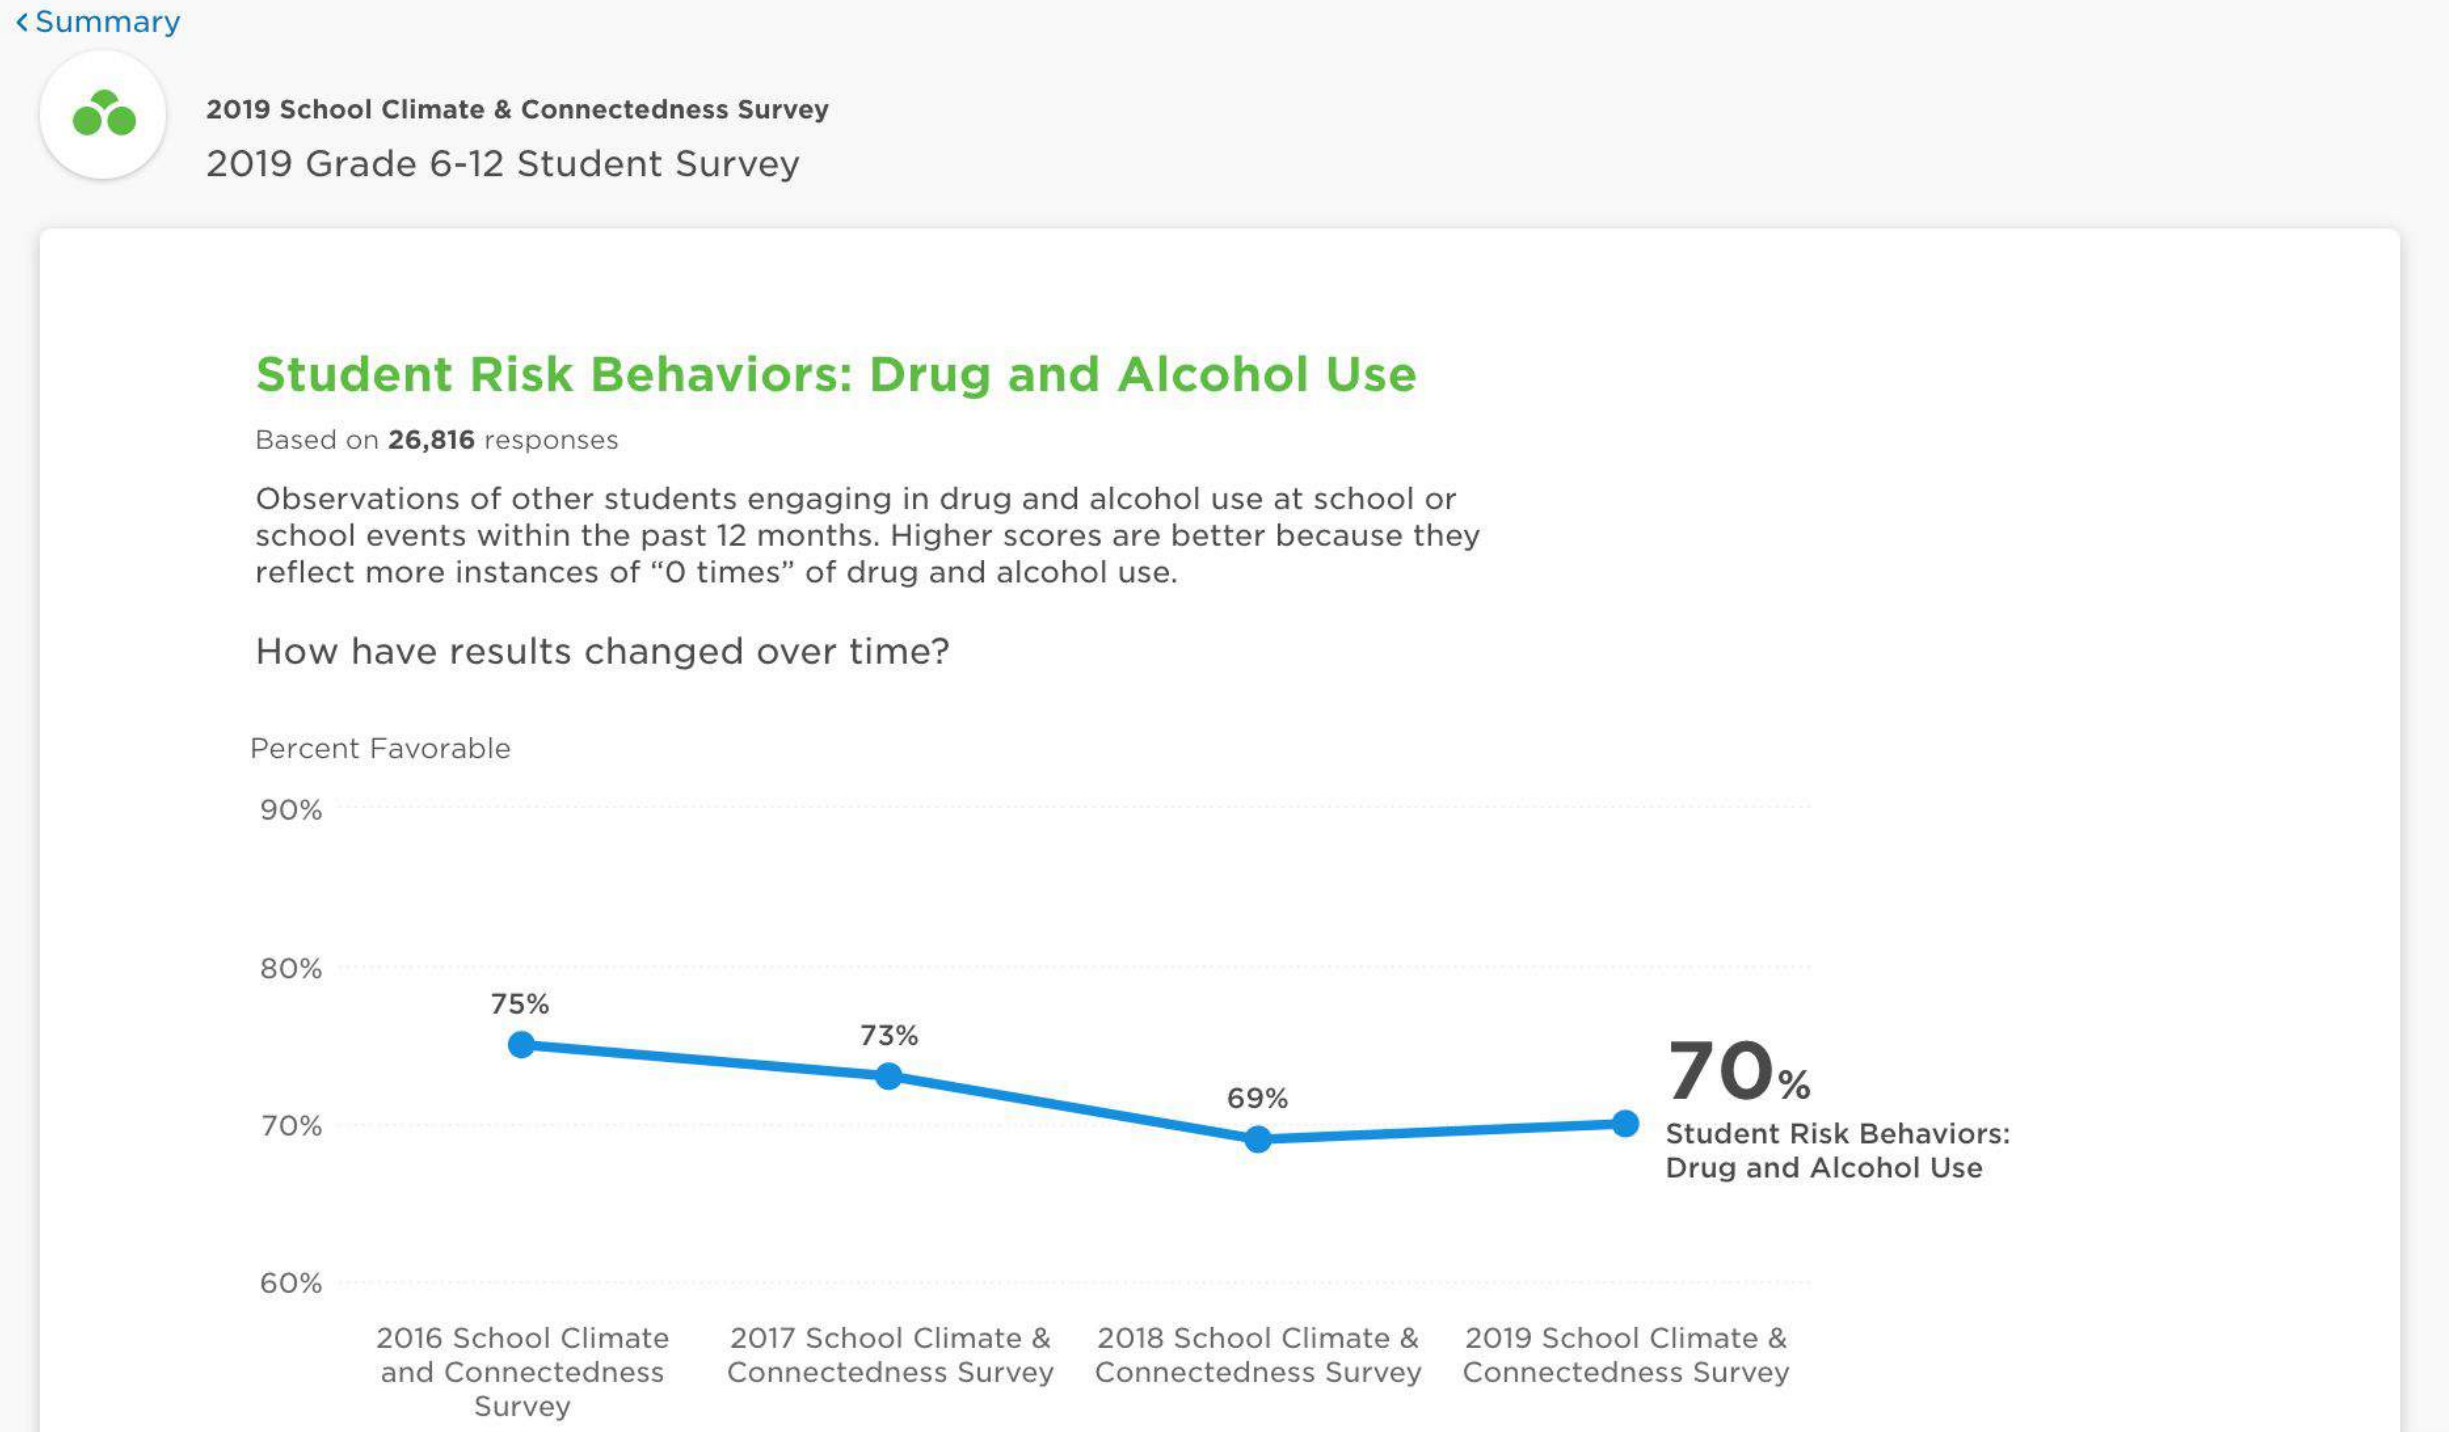 < Summary
2019 School Climate & Connectedness Survey
2019 Grade 6-12 Student Survey
Student Risk Behaviors: Drug and Alcohol Use
Based on 26,816 responses
Observations of other students engaging in drug and alcohol use at school or
school events within the past 12 months. Higher scores are better because they
reflect more instances of “0 times” of drug and alcohol use.
How have results changed over time?
Percent Favorable
90%
80%
75%
73%
70%
69%
70%
Student Risk Behaviors:
Drug and Alcohol Use
60%
2016 School Climate
and Connectedness
Survey
2017 School Climate &
Connectedness Survey
2018 School Climate &
Connectedness Survey
2019 School Climate &
Connectedness Survey